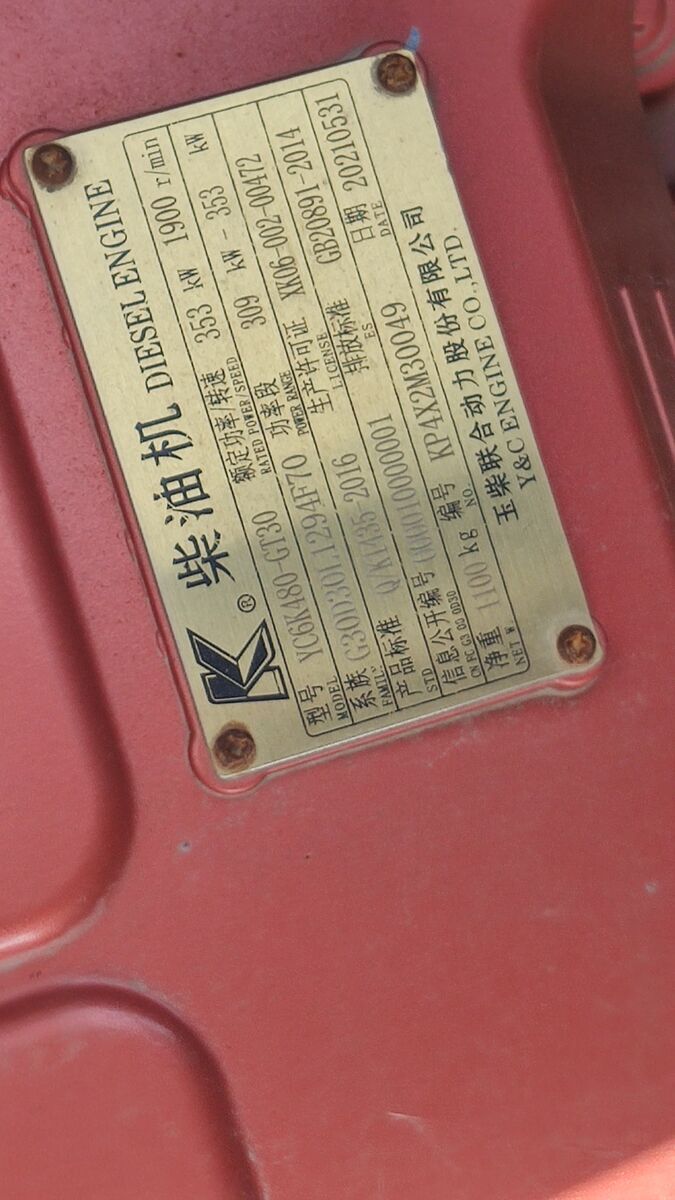 K® 柴油机 DIESEL ENGINE
型号 MODEL YC6K480-GT30 额定功率/转速 RATED POWER/SPEED 353 kW 1900 r/min
系族 FAMIL. G30D30L1294F70 功率段 POWER RANGE 309 kW - 353 kW
产品标准 STD Q/KT435-2016 生产许可证 LICENSE XK06-002-00472
信息公开编号 排放标准 ES GB20891-2014
净重 NET W. 1100 kg 编号 NO. KP4X2M30049 日期 DATE 20210531
玉柴联合动力股份有限公司
Y&C ENGINE CO.,LTD.